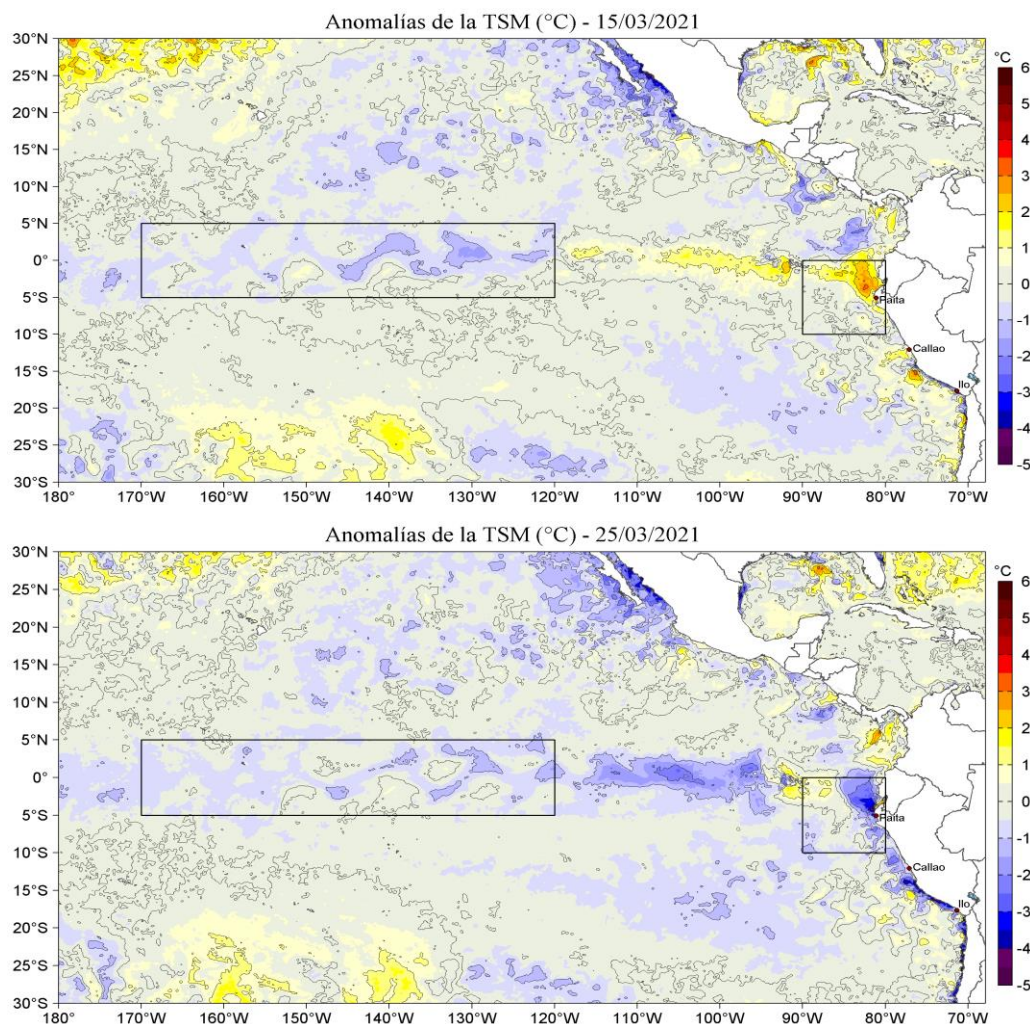 Anomalías de la TSM (°C) - 15/03/2021
30°N
25°N
20°N
15°N
10°N
5°N
0°
5°S
10°S
15°S
20°S
25°S
30°S
180 170°W 160°W 150°W 140°W 130°W 120°W 110°W 100°W 90°W 80°W 70°W
Paita
Callao
Ilo
°C
6
5
4
3
2
1
0
-1
-2
-3
-4
-5
Anomalías de la TSM (°C) - 25/03/2021
30°N
25°N
20°N
15°N
10°N
5°N
0°
5°S
10°S
15°S
20°S
25°S
30°S
180 170°W 160°W 150°W 140°W 130°W 120°W 110°W 100°W 90°W 80°W 70°W
Paita
Callao
Ilo
°C
6
5
4
3
2
1
0
-1
-2
-3
-4
-5